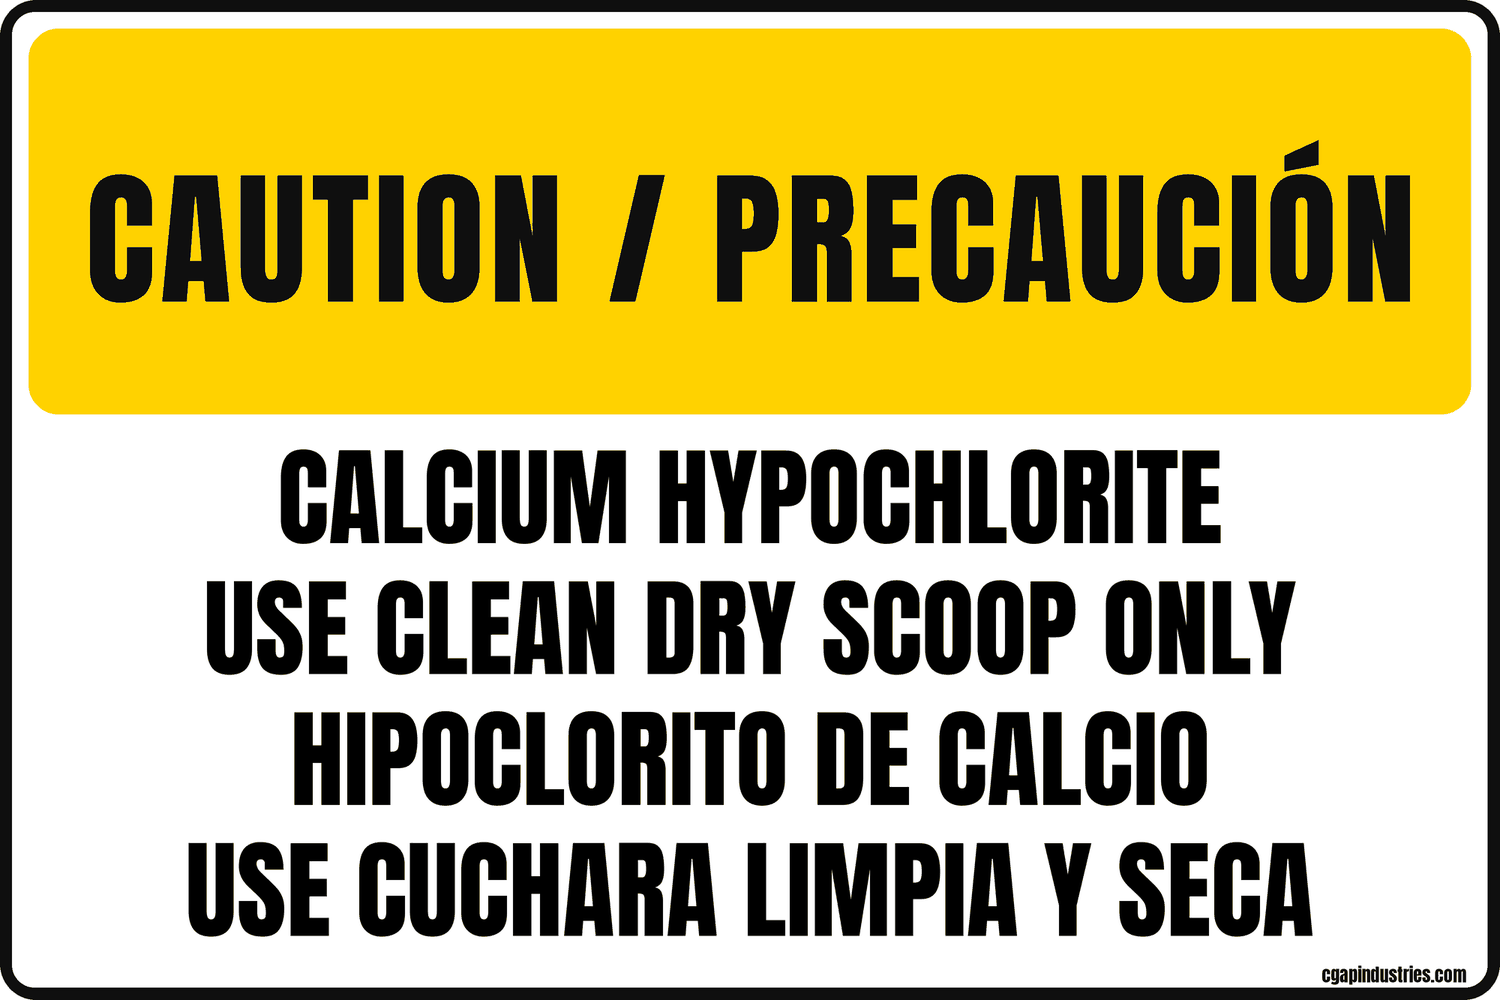 CAUTION / PRECAUCIÓN
CALCIUM HYPOCHLORITE
USE CLEAN DRY SCOOP ONLY
HIPOCLORITO DE CALCIO
USE CUCHARA LIMPIA Y SECA
cgapindustries.com